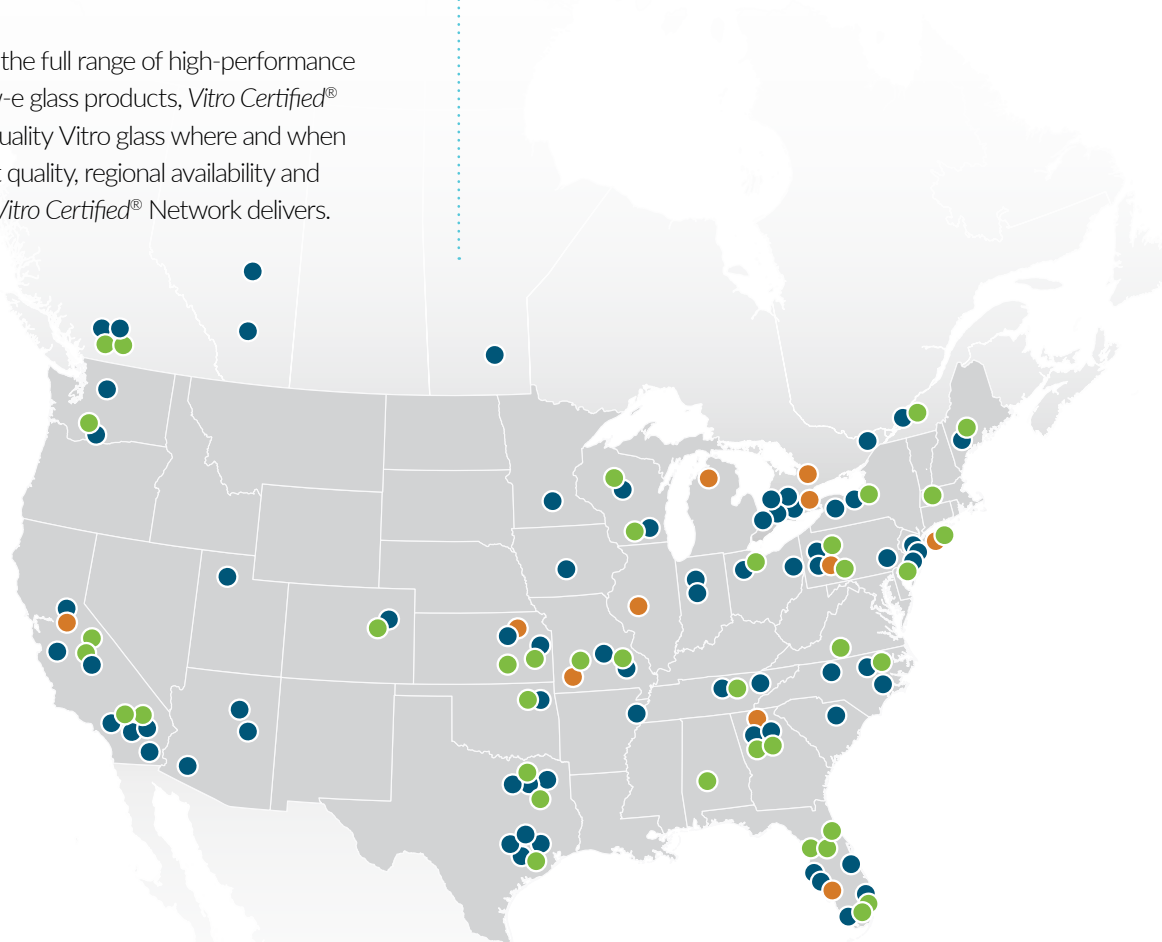 the full range of high-performance
-e glass products, Vitro Certified®
uality Vitro glass where and when
t quality, regional availability and
Vitro Certified® Network delivers.